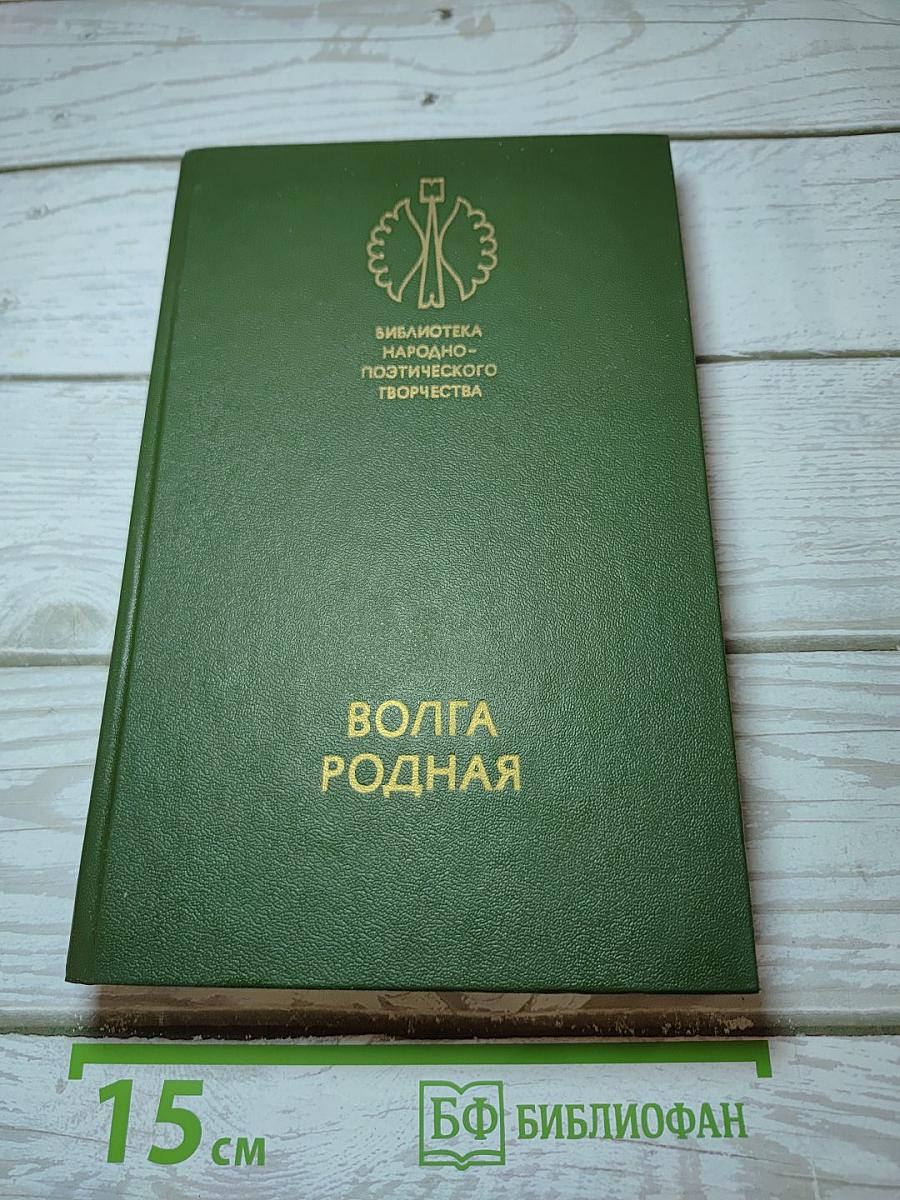 БИБЛИОТЕКА
НАРОДНО-
ПОЭТИЧЕСКОГО
ТВОРЧЕСТВА
ВОЛГА
РОДНАЯ
15 см
БФ БИБЛИОФАН